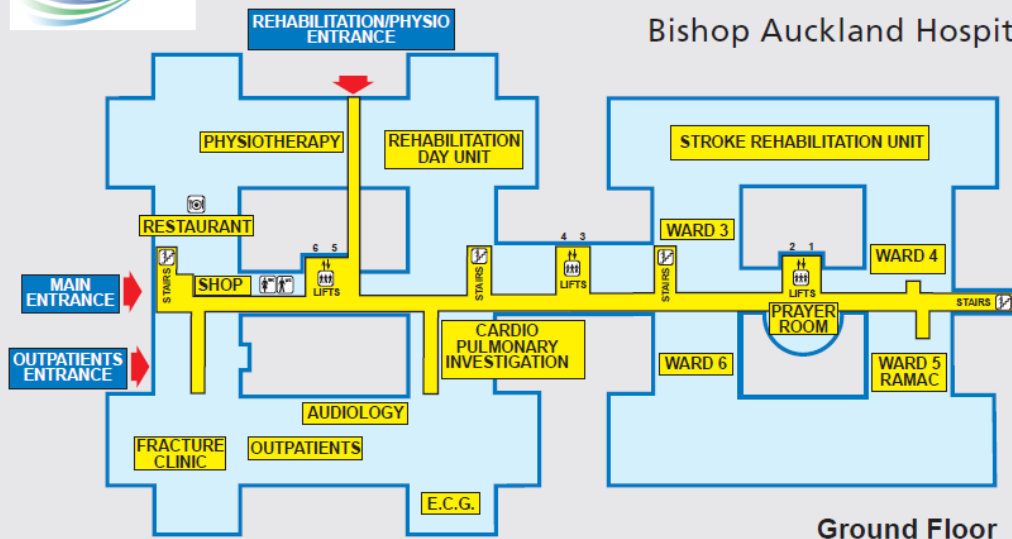 REHABILITATION/PHYSIO
ENTRANCE
Bishop Auckland Hospit
PHYSIOTHERAPY
REHABILITATION
DAY UNIT
STROKE REHABILITATION UNIT
RESTAURANT
6 5
4 3
WARD 3
2 1
WARD 4
MAIN
ENTRANCE
STAIRS
SHOP
LIFTS
STAIRS
LIFTS
STAIRS
LIFTS
STAIRS
PRAYER
ROOM
CARDIO
PULMONARY
INVESTIGATION
OUTPATIENTS
ENTRANCE
WARD 6
WARD 5
RAMAC
AUDIOLOGY
FRACTURE
CLINIC
OUTPATIENTS
E.C.G.
Ground Floor